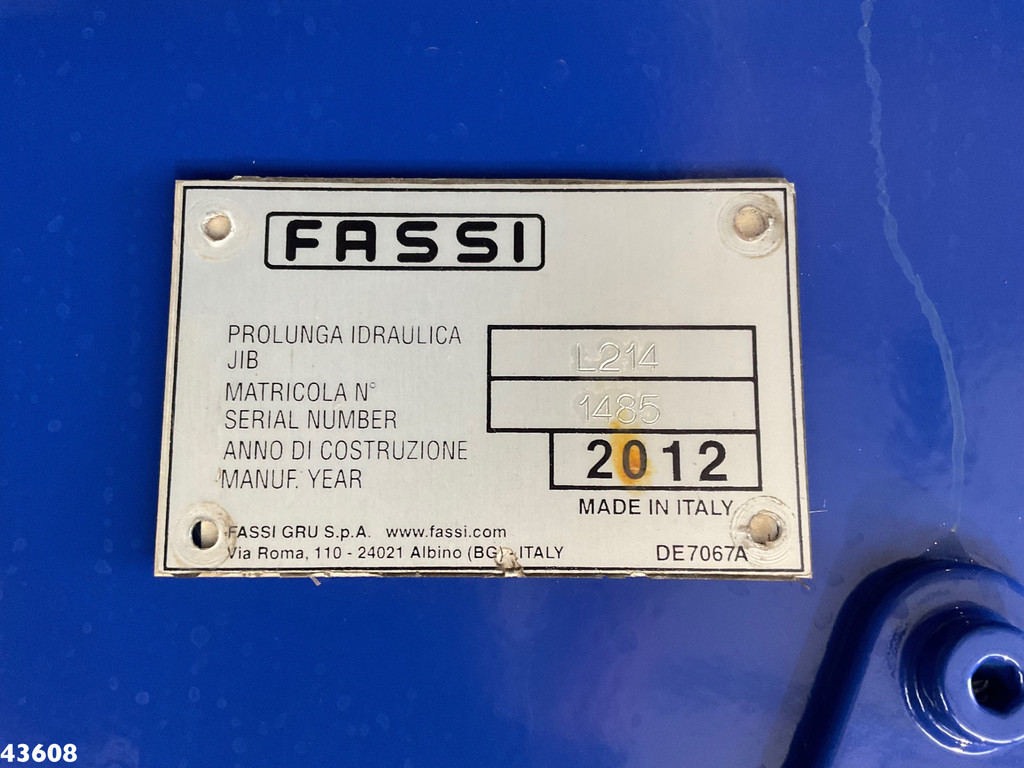 FASSI
PROLUNGA IDRAULICA
JIB
L214
MATRICOLA N°
SERIAL NUMBER
1485
ANNO DI COSTRUZIONE
MANUF. YEAR
2012
MADE IN ITALY
FASSI GRU S.p.A. www.fassi.com
Via Roma, 110 - 24021 Albino (BG) - ITALY
DE7067A
43608